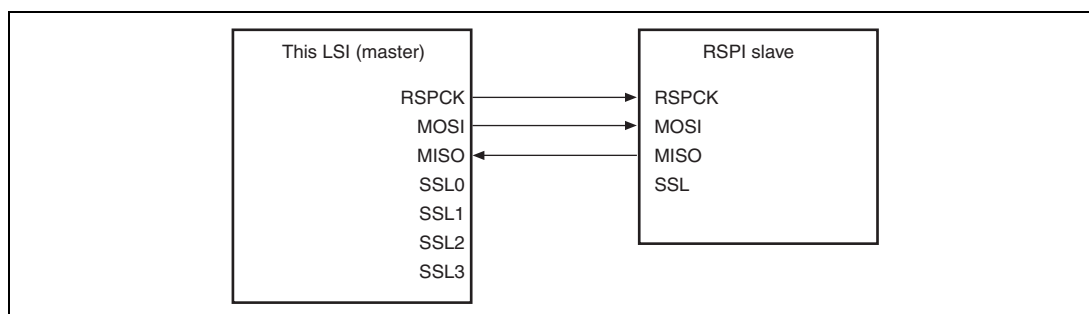 This LSI (master)
RSPI slave
RSPCK
RSPCK
MOSI
MOSI
MISO
MISO
SSL0
SSL
SSL1
SSL2
SSL3